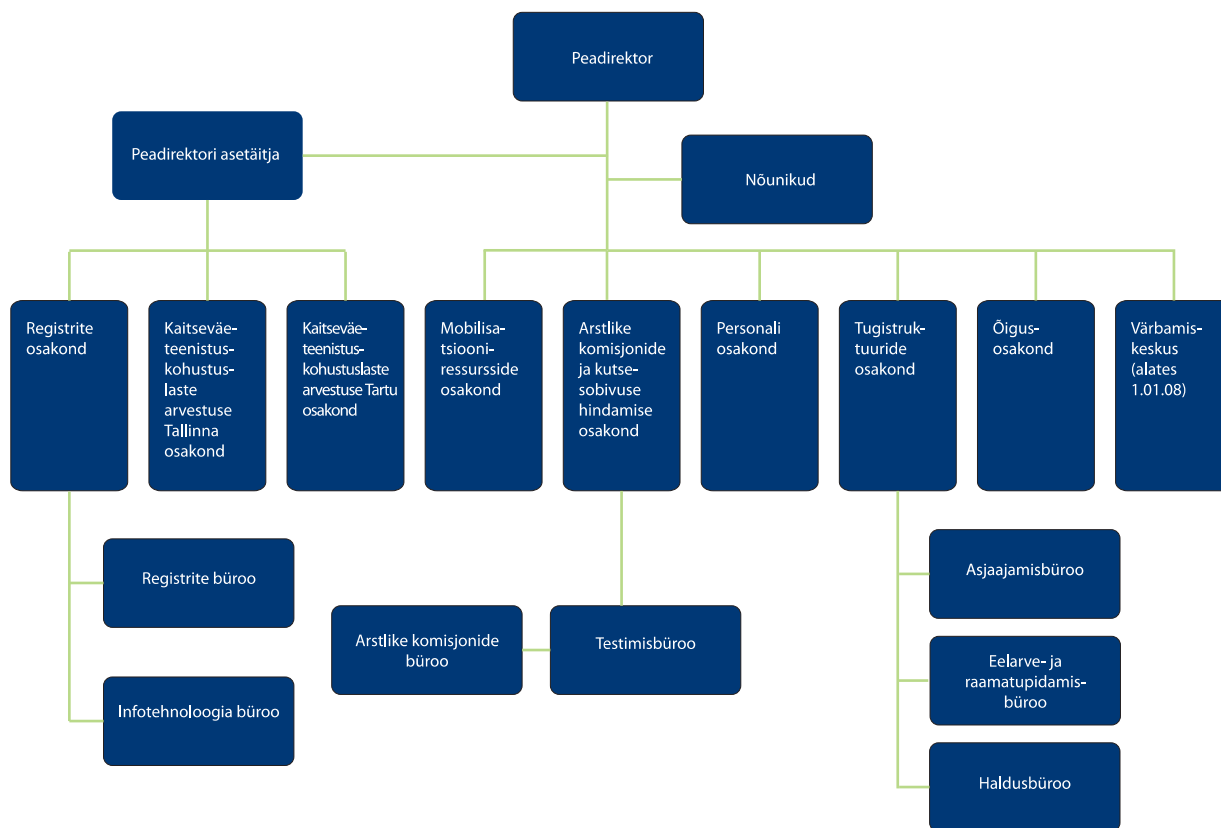 Peadirektor
Peadirektori asetäitja
Nõunikud
Registrite
osakond
Kaitseväe-
teenistus-
kohustus-
laste
arvestuse
Tallinna
osakond
Kaitseväe-
teenistus-
kohustuslaste
arvestuse Tartu
osakond
Mobilisa-
tsiooni-
ressursside
osakond
Arstlike
komisjonide
ja kutse-
sobivuse
hindamise
osakond
Personali
osakond
Tugistruk-
tuuride
osakond
Õigus-
osakond
Värbamis-
keskus
(alates
1.01.08)
Registrite büroo
Infotehnoloogia büroo
Arstlike komisjonide
büroo
Testimisbüroo
Asjaajamisbüroo
Eelarve- ja
raamatupidamis-
büroo
Haldusbüroo